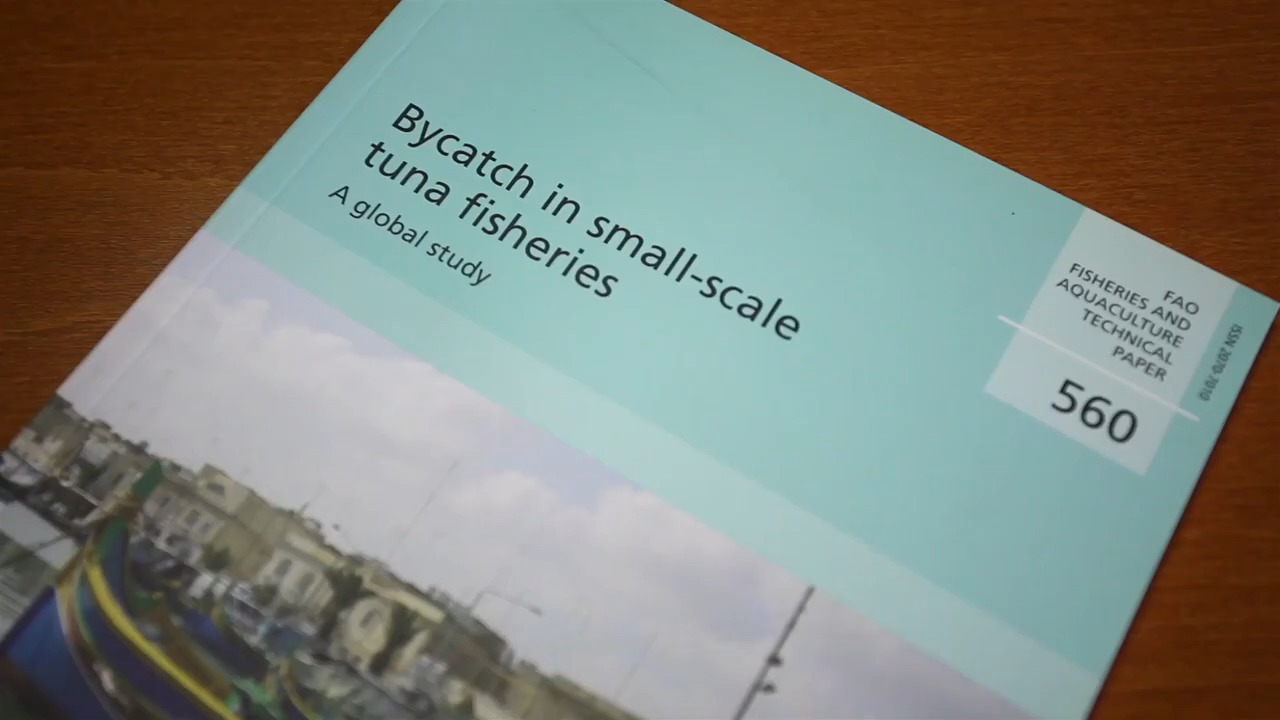 Bycatch in small-scale
tuna fisheries
A global study
FAO
FISHERIES AND
AQUACULTURE
TECHNICAL
PAPER
560
ISSN 2070-7010